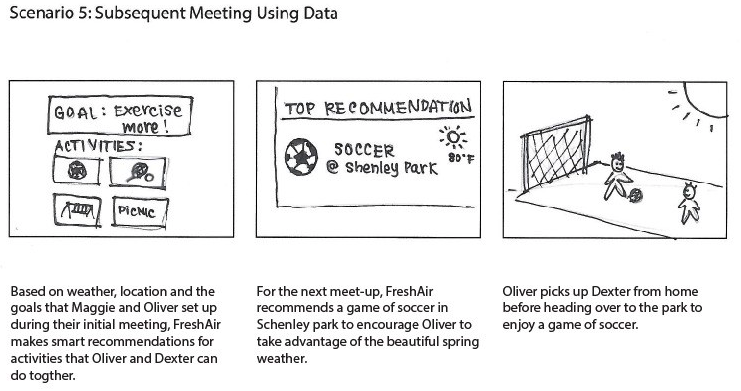 Scenario 5: Subsequent Meeting Using Data
GOAL: Exercise
more!
ACTIVITIES:
PICNIC
TOP RECOMMENDATION
SOCCER
@ Shenley Park
80°F
Based on weather, location and the
goals that Maggie and Oliver set up
during their initial meeting, FreshAir
makes smart recommendations for
activities that Oliver and Dexter can
do togther.
For the next meet-up, FreshAir
recommends a game of soccer in
Schenley park to encourage Oliver to
take advantage of the beautiful spring
weather.
Oliver picks up Dexter from home
before heading over to the park to
enjoy a game of soccer.